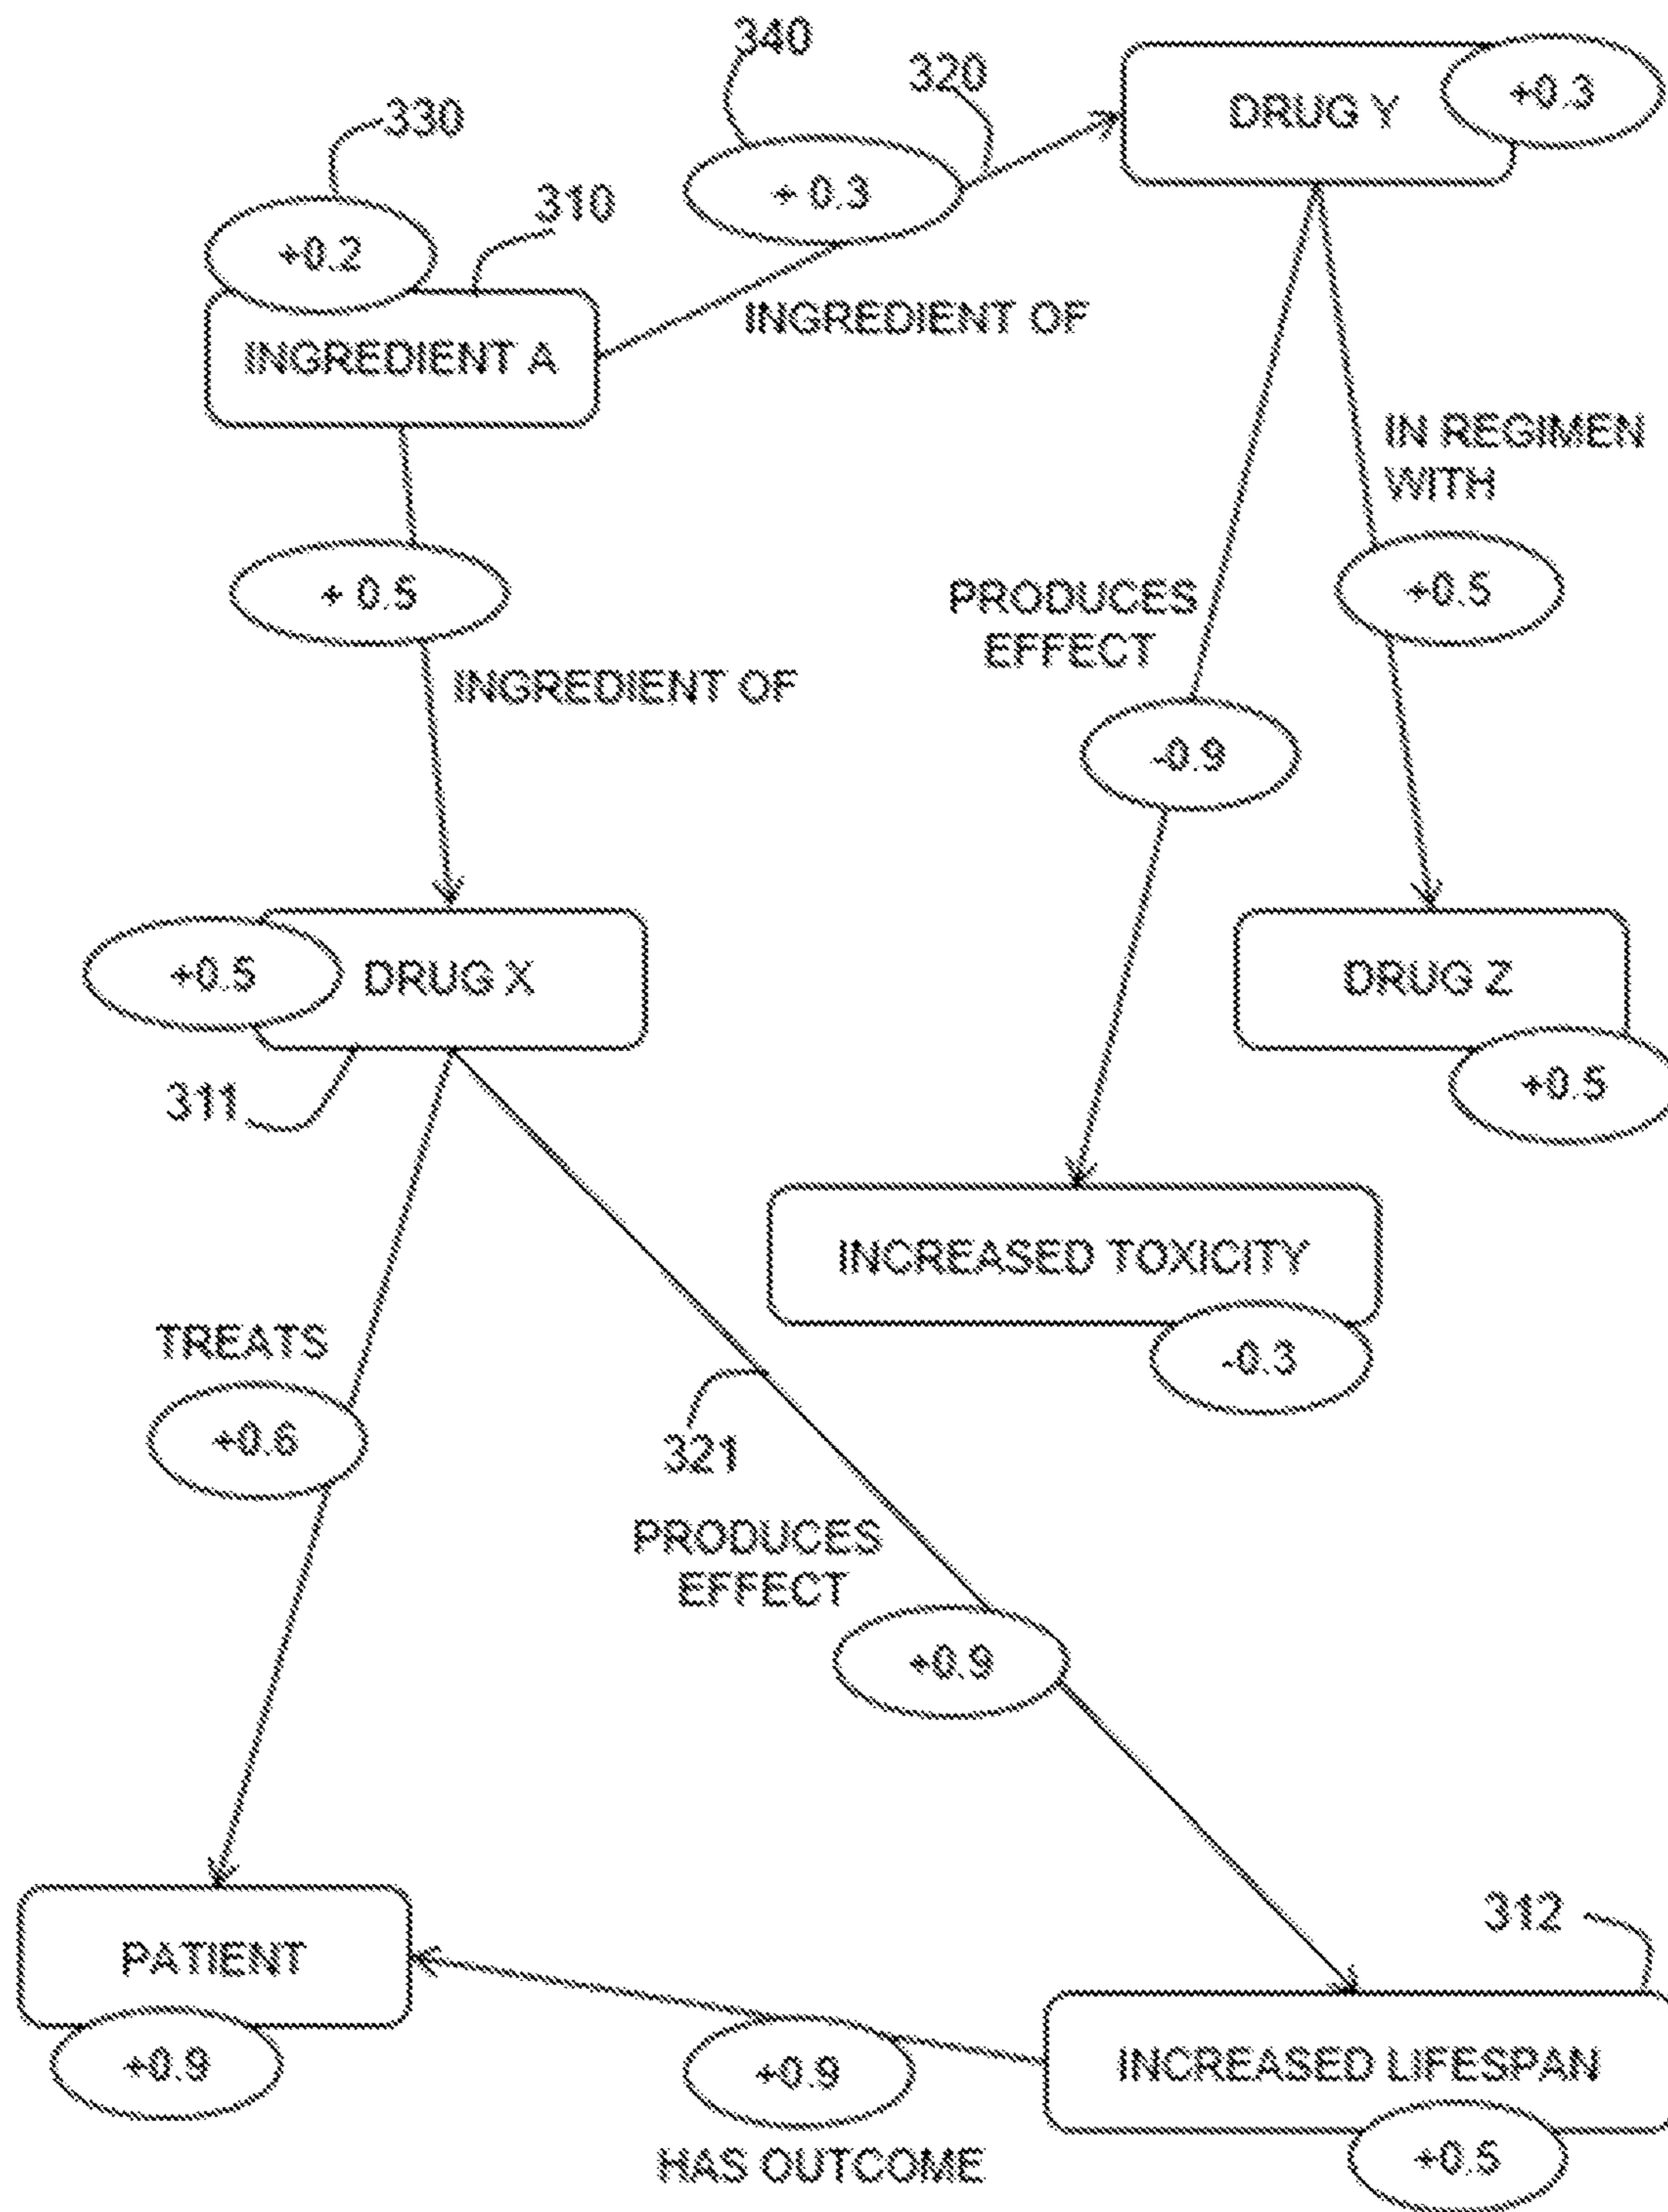 340
320
DRUG Y
+0.3
330
+ 0.3
310
+0.2
INGREDIENT OF
INGREDIENT A
IN REGIMEN
WITH
+ 0.5
PRODUCES
EFFECT
+0.5
INGREDIENT OF
-0.9
+0.5
DRUG X
DRUG Z
311
+0.5
INCREASED TOXICITY
TREATS
-0.3
+0.6
321
PRODUCES
EFFECT
+0.9
312
PATIENT
+0.9
+0.9
INCREASED LIFESPAN
HAS OUTCOME
+0.5